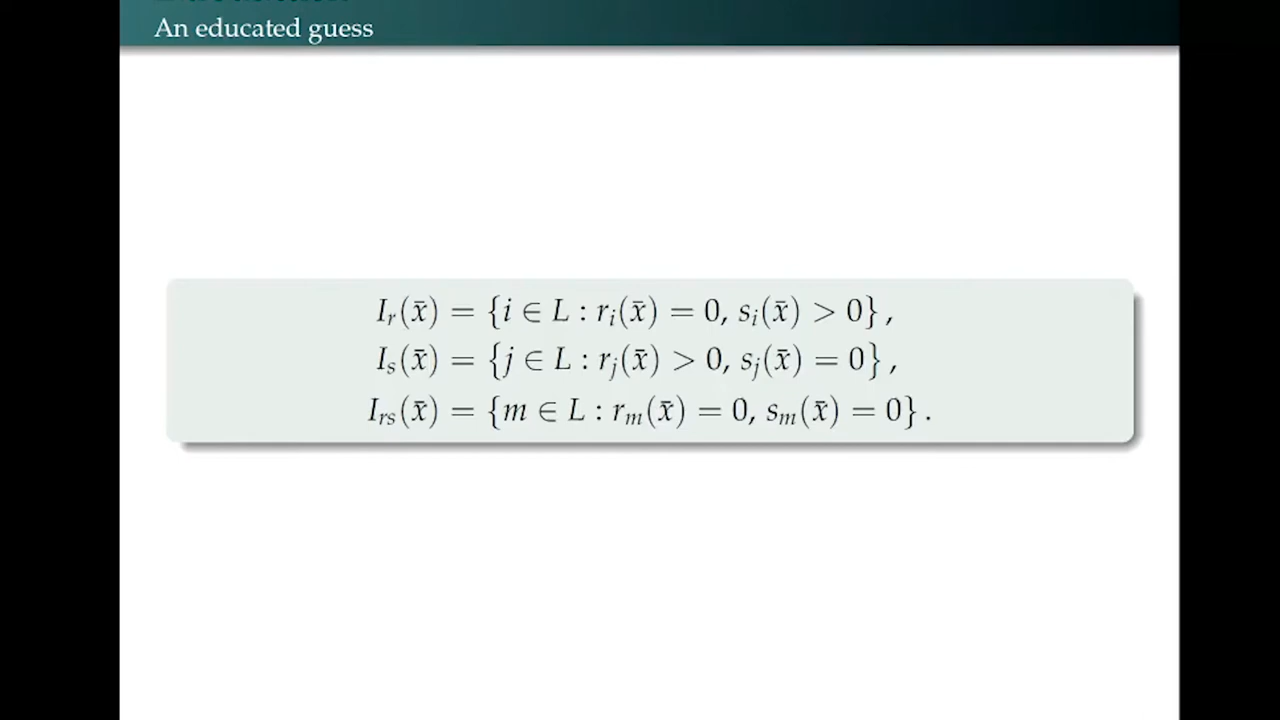 An educated guess
I_r(x̄) = {i ∈ L : r_i(x̄) = 0, s_i(x̄) > 0} ,
I_s(x̄) = {j ∈ L : r_j(x̄) > 0, s_j(x̄) = 0} ,
I_rs(x̄) = {m ∈ L : r_m(x̄) = 0, s_m(x̄) = 0} .